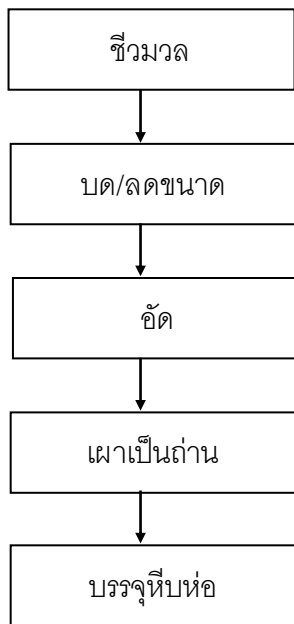 ชีวมวล
บด/ลดขนาด
อัด
เผาเป็นถ่าน
บรรจุหีบห่อ